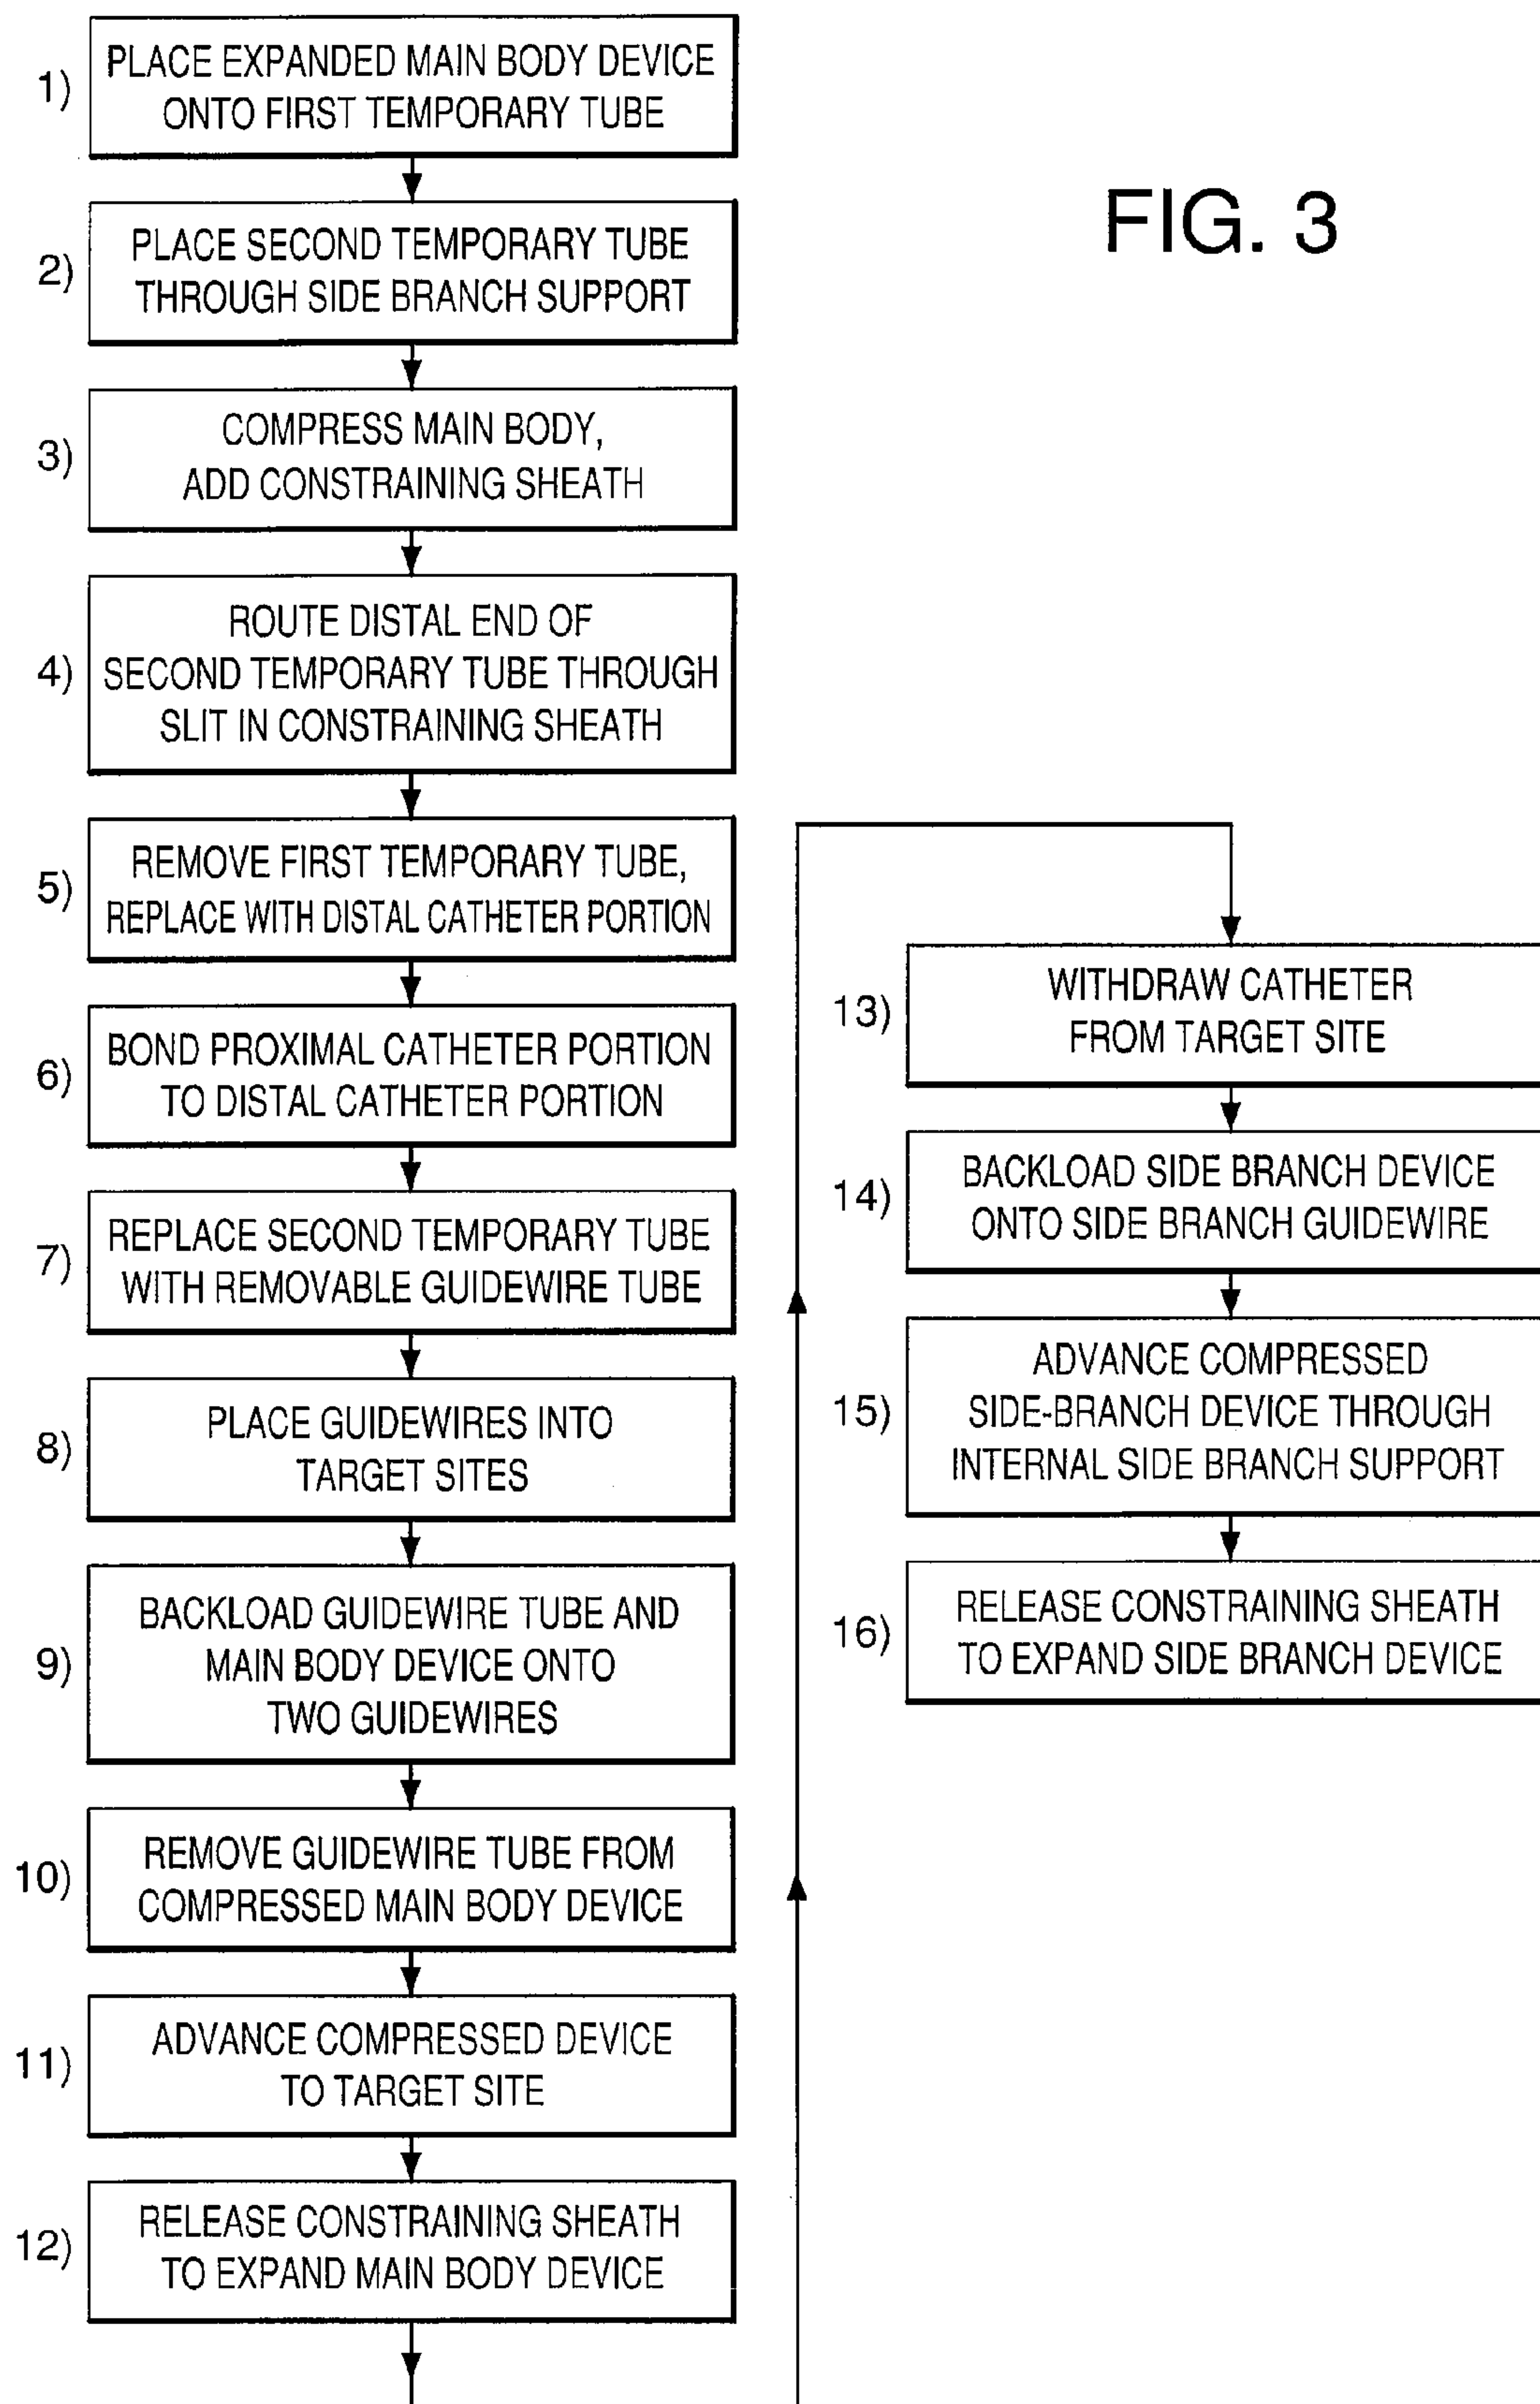 FIG. 3
1)
PLACE EXPANDED MAIN BODY DEVICE
ONTO FIRST TEMPORARY TUBE
2)
PLACE SECOND TEMPORARY TUBE
THROUGH SIDE BRANCH SUPPORT
3)
COMPRESS MAIN BODY,
ADD CONSTRAINING SHEATH
4)
ROUTE DISTAL END OF
SECOND TEMPORARY TUBE THROUGH
SLIT IN CONSTRAINING SHEATH
5)
REMOVE FIRST TEMPORARY TUBE,
REPLACE WITH DISTAL CATHETER PORTION
6)
BOND PROXIMAL CATHETER PORTION
TO DISTAL CATHETER PORTION
7)
REPLACE SECOND TEMPORARY TUBE
WITH REMOVABLE GUIDEWIRE TUBE
8)
PLACE GUIDEWIRES INTO
TARGET SITES
9)
BACKLOAD GUIDEWIRE TUBE AND
MAIN BODY DEVICE ONTO
TWO GUIDEWIRES
10)
REMOVE GUIDEWIRE TUBE FROM
COMPRESSED MAIN BODY DEVICE
11)
ADVANCE COMPRESSED DEVICE
TO TARGET SITE
12)
RELEASE CONSTRAINING SHEATH
TO EXPAND MAIN BODY DEVICE
13)
WITHDRAW CATHETER
FROM TARGET SITE
14)
BACKLOAD SIDE BRANCH DEVICE
ONTO SIDE BRANCH GUIDEWIRE
15)
ADVANCE COMPRESSED
SIDE-BRANCH DEVICE THROUGH
INTERNAL SIDE BRANCH SUPPORT
16)
RELEASE CONSTRAINING SHEATH
TO EXPAND SIDE BRANCH DEVICE